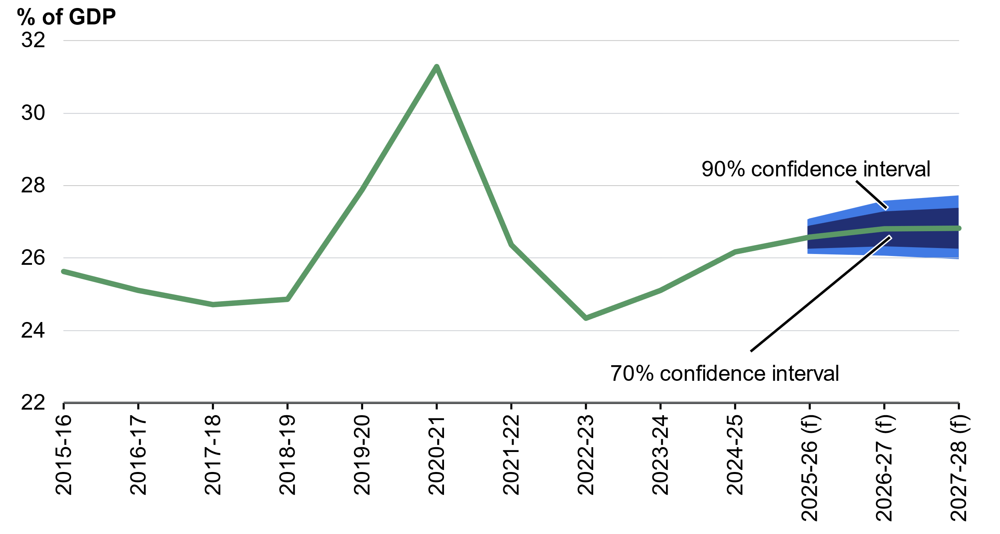 % of GDP
32
30
28
26
24
22
90% confidence interval
70% confidence interval
2015-16
2016-17
2017-18
2018-19
2019-20
2020-21
2021-22
2022-23
2023-24
2024-25
2025-26 (f)
2026-27 (f)
2027-28 (f)